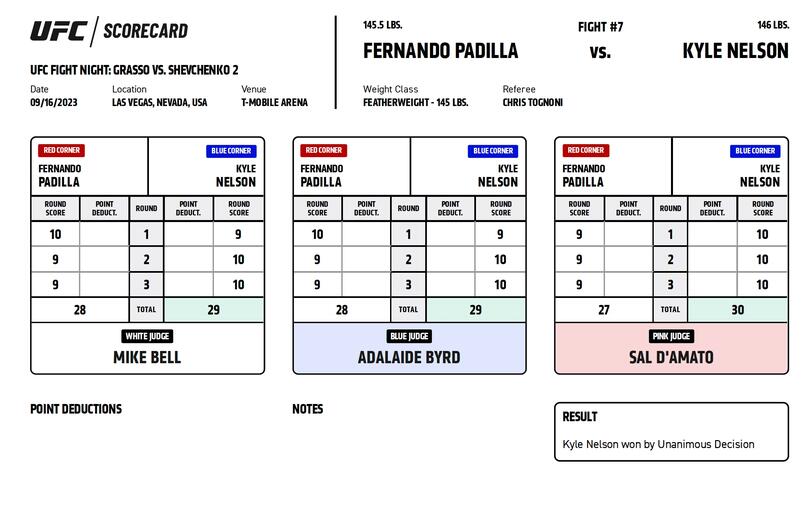 UFC / SCORECARD
UFC FIGHT NIGHT: GRASSO VS. SHEVCHENKO 2
Date Location Venue
09/16/2023 LAS VEGAS, NEVADA, USA T-MOBILE ARENA
145.5 LBS. FIGHT #7 146 LBS.
FERNANDO PADILLA VS. KYLE NELSON
Weight Class Referee
FEATHERWEIGHT - 145 LBS. CHRIS TOGNONI
RED CORNER BLUE CORNER
FERNANDO KYLE
PADILLA NELSON
ROUND POINT ROUND POINT ROUND
SCORE DEDUCT. DEDUCT. SCORE
10 1 9
9 2 10
9 3 10
28 TOTAL 29
WHITE JUDGE
MIKE BELL
RED CORNER BLUE CORNER
FERNANDO KYLE
PADILLA NELSON
ROUND POINT ROUND POINT ROUND
SCORE DEDUCT. DEDUCT. SCORE
10 1 9
9 2 10
9 3 10
28 TOTAL 29
BLUE JUDGE
ADALAIDE BYRD
RED CORNER BLUE CORNER
FERNANDO KYLE
PADILLA NELSON
ROUND POINT ROUND POINT ROUND
SCORE DEDUCT. DEDUCT. SCORE
9 1 10
9 2 10
9 3 10
27 TOTAL 30
PINK JUDGE
SAL D'AMATO
POINT DEDUCTIONS
NOTES
RESULT
Kyle Nelson won by Unanimous Decision